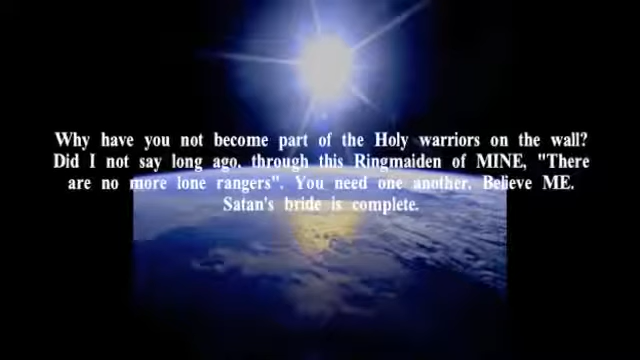 Why have you not become part of the Holy warriors on the wall?
Did I not say long ago, through this Ringmaiden of MINE, "There
are no more lone rangers". You need one another. Believe ME.
Satan's bride is complete.